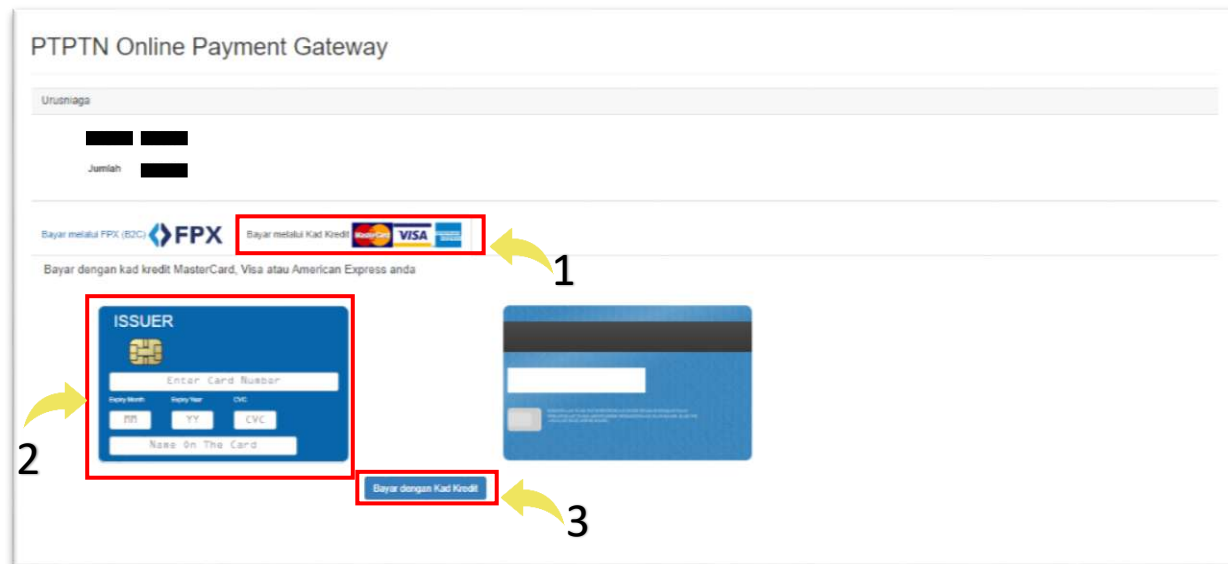 PTPTN Online Payment Gateway
Urusniaga
Jumlah
Bayar melalui FPX (B2C) FPX Bayar melalui Kad Kredit MasterCard VISA
1
Bayar dengan kad kredit MasterCard, Visa atau American Express anda
ISSUER
Enter Card Number
Expiry Month Expiry Year CVC
MM YY CVC
Name On The Card
2
Bayar dengan Kad Kredit
3